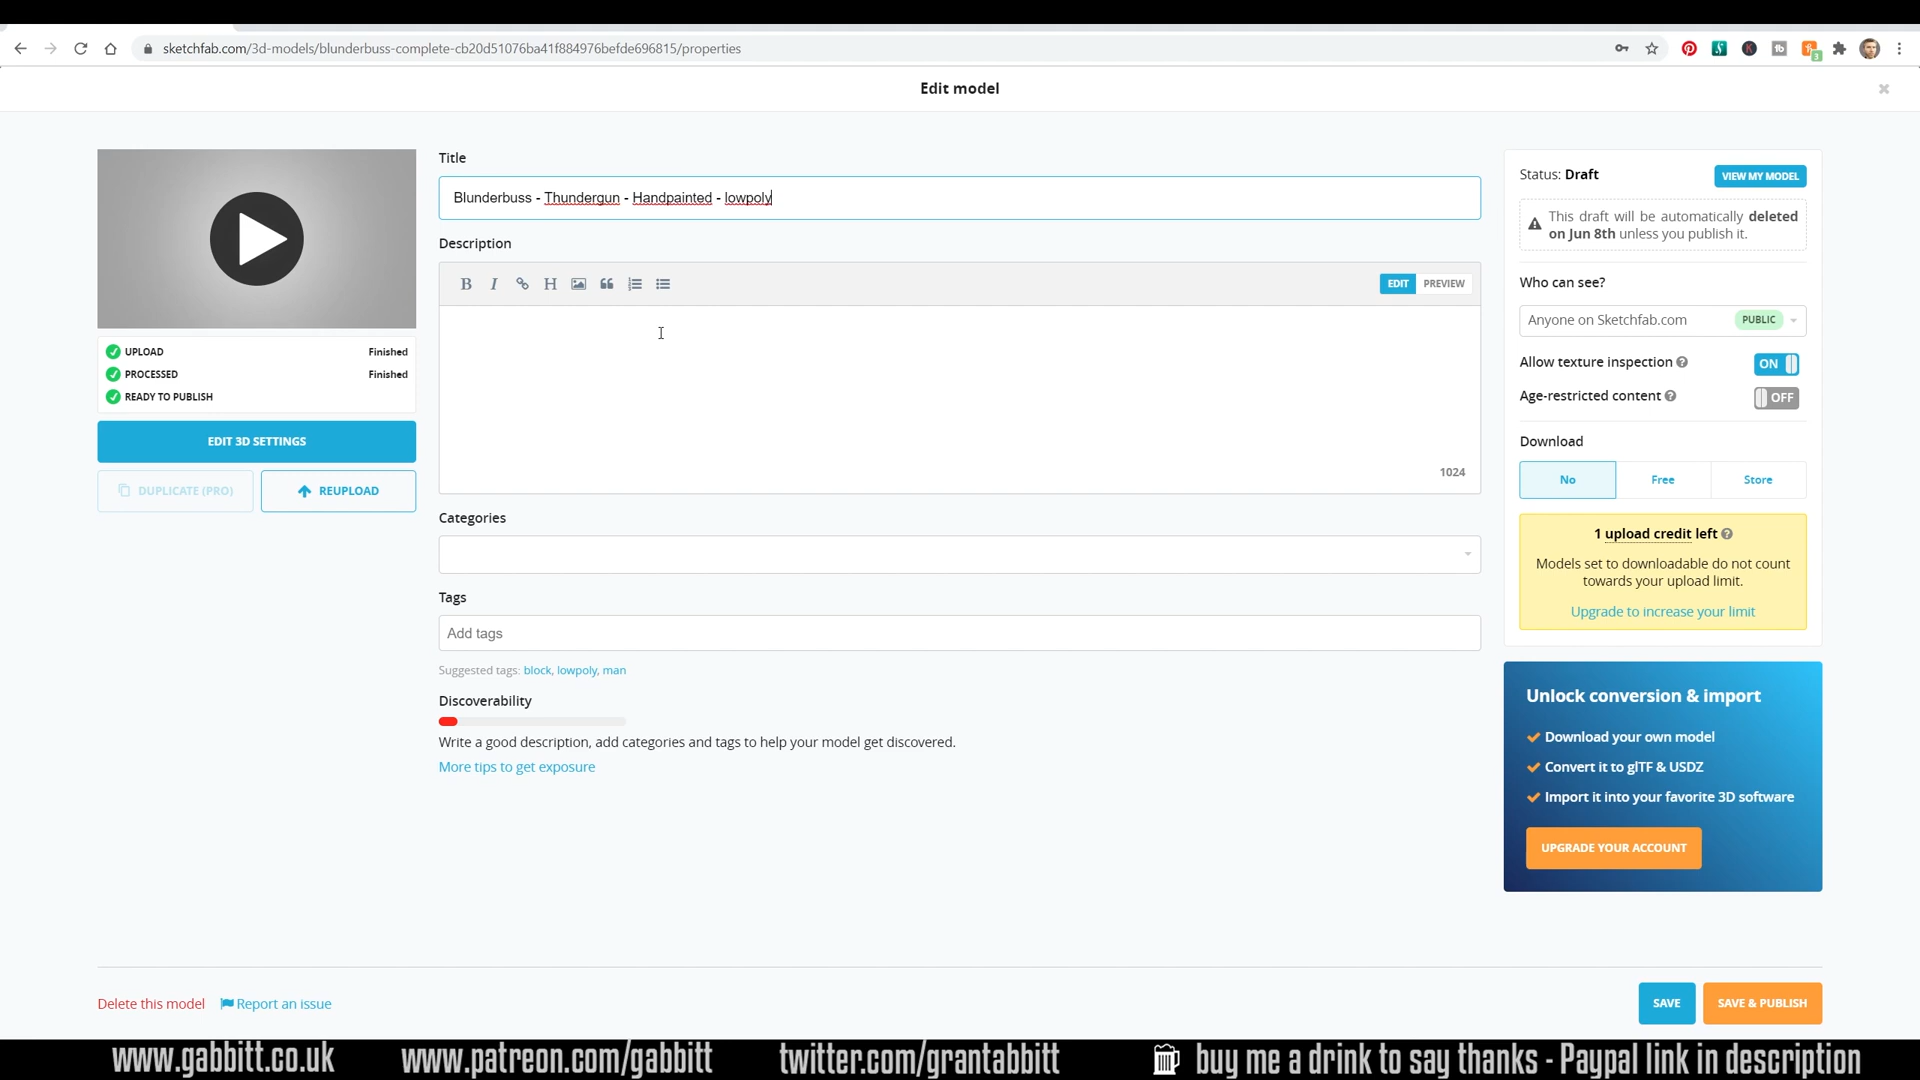 sketchfab.com/3d-models/blunderbuss-complete-cb20d51076ba41f884976befde696815/properties
3
Edit model
Title
Blunderbuss - Thundergun - Handpainted - lowpoly
Description
B I H
EDIT PREVIEW
1024
UPLOAD Finished
PROCESSED Finished
READY TO PUBLISH
EDIT 3D SETTINGS
DUPLICATE (PRO)
REUPLOAD
Categories
Tags
Add tags
Suggested tags: block, lowpoly, man
Discoverability
Write a good description, add categories and tags to help your model get discovered.
More tips to get exposure
Status: Draft
VIEW MY MODEL
This draft will be automatically deleted
on Jun 8th unless you publish it.
Who can see?
Anyone on Sketchfab.com PUBLIC
Allow texture inspection ? ON
Age-restricted content ? OFF
Download
No Free Store
1 upload credit left ?
Models set to downloadable do not count
towards your upload limit.
Upgrade to increase your limit
Unlock conversion & import
Download your own model
Convert it to glTF & USDZ
Import it into your favorite 3D software
UPGRADE YOUR ACCOUNT
Delete this model
Report an issue
SAVE
SAVE & PUBLISH
www.gabbitt.co.uk www.patreon.com/gabbitt twitter.com/grantabbitt buy me a drink to say thanks - Paypal link in description